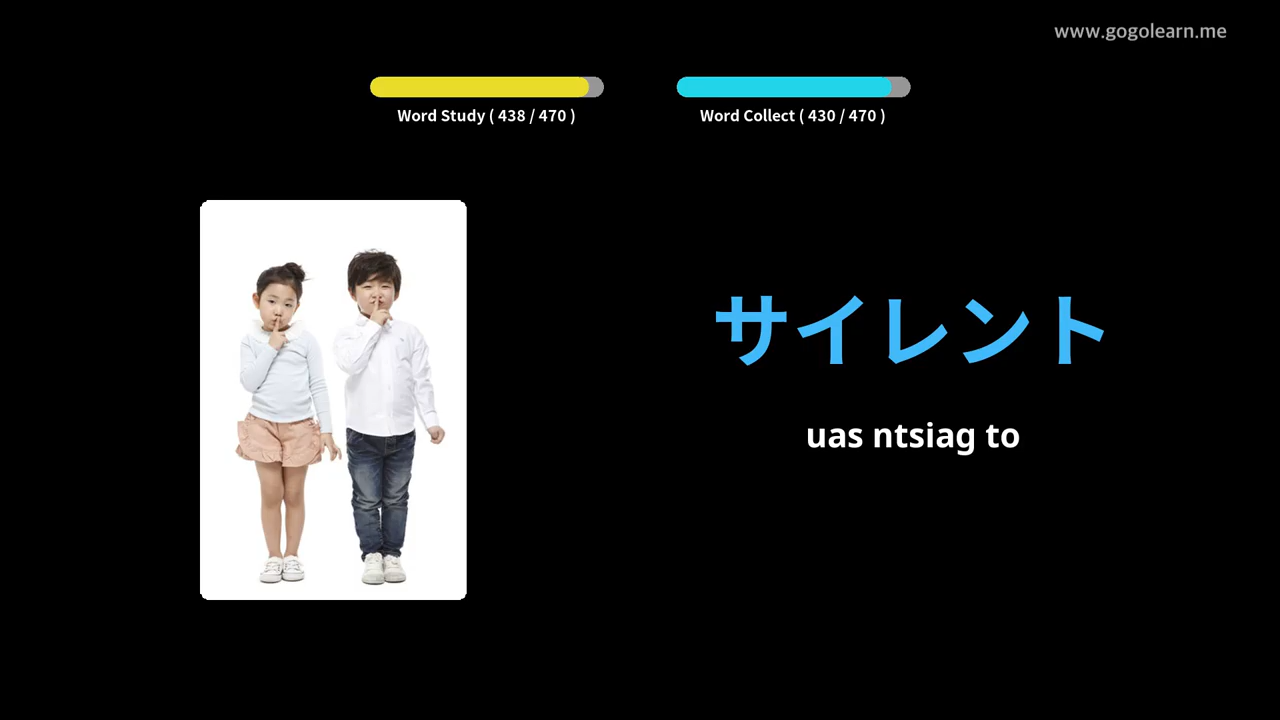 www.gogolearn.me
Word Study ( 438 / 470 )
Word Collect ( 430 / 470 )
サイレント
uas ntsiag to